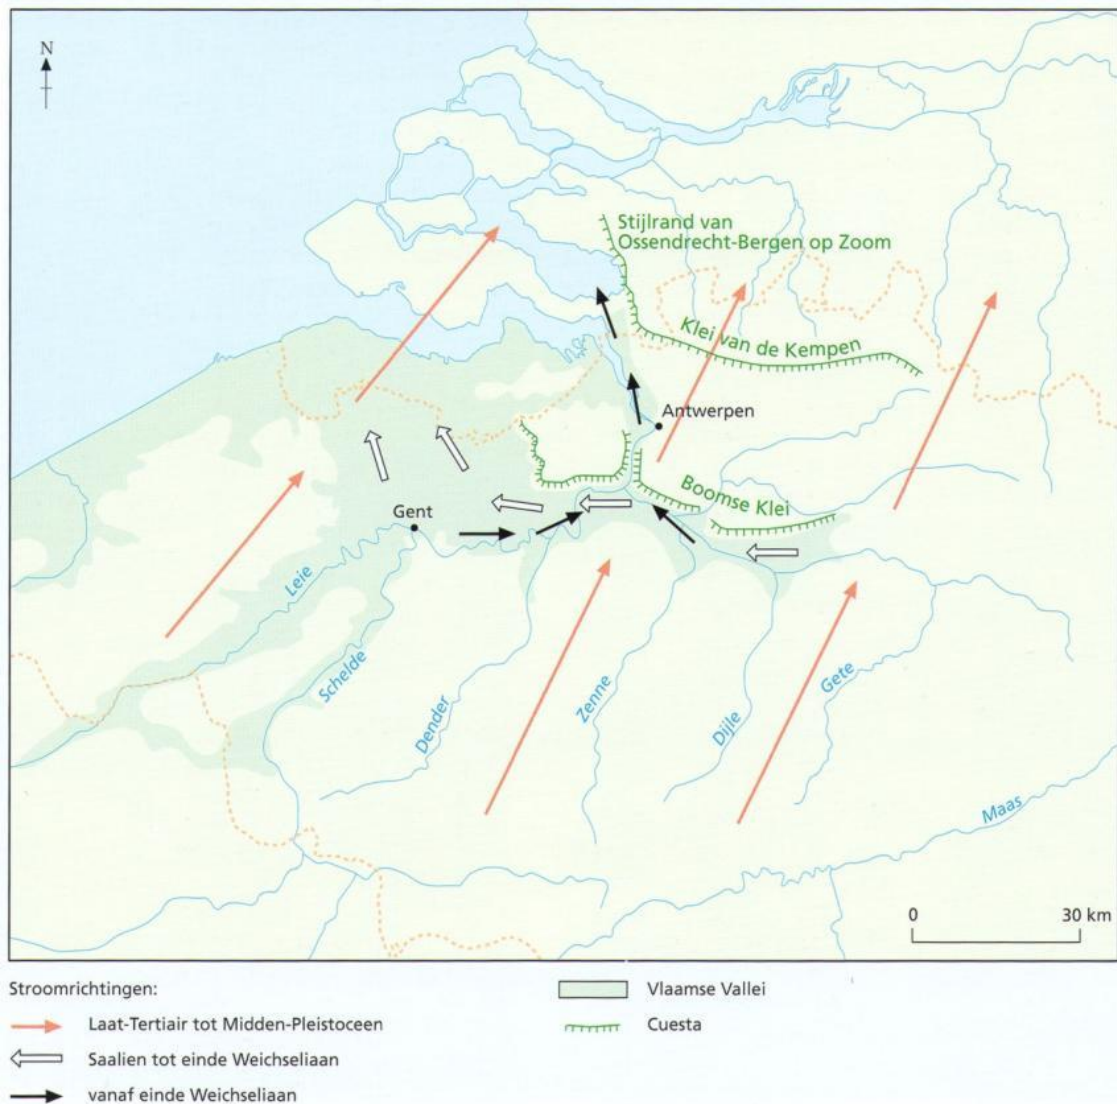 N
Stijlrand van
Ossendrecht-Bergen op Zoom
Klei van de Kempen
Antwerpen
Boomse Klei
Gent
Leie
Schelde
Dender
Zenne
Dijle
Gete
Maas
0 30 km
Stroomrichtingen:
Laat-Tertiair tot Midden-Pleistoceen
Saalien tot einde Weichseliaan
vanaf einde Weichseliaan
Vlaamse Vallei
Cuesta